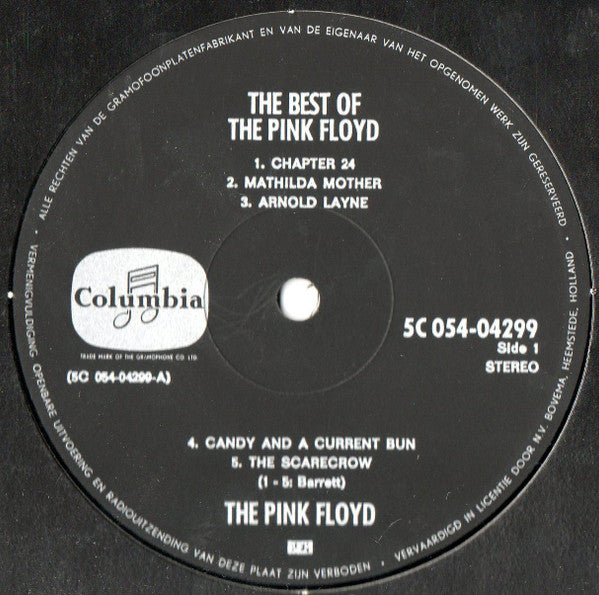 ALLE RECHTEN VAN DE GRAMOFOONPLATENFABRIKANT EN VAN DE EIGENAAR VAN HET OPGENOMEN WERK ZIJN GERESERVEERD ·
THE BEST OF
THE PINK FLOYD
1. CHAPTER 24
2. MATHILDA MOTHER
3. ARNOLD LAYNE
Columbia
TRADE MARK OF THE GRAMOPHONE CO. LTD.
(5C 054-04299-A)
5C 054-04299
Side 1
STEREO
4. CANDY AND A CURRENT BUN
5. THE SCARECROW
(1 - 5: Barrett)
THE PINK FLOYD
VERMENIGVULDIGING OPENBARE UITVOERING EN RADIOUITZENDING VAN DEZE PLAAT ZIJN VERBODEN ·
VERVAARDIGD IN LICENTIE DOOR N.V. BOVEMA, HEEMSTEDE, HOLLAND ·